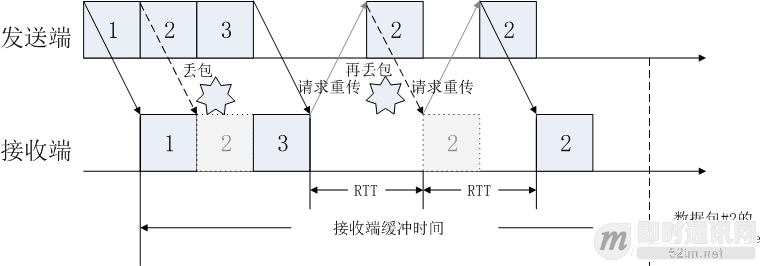 发送端
1
2
3
2
2
丢包
再丢包
请求重传
请求重传
接收端
1
2
3
2
2
RTT
RTT
接收端缓冲时间
数据包#2的
m 即时通讯网
52im.net